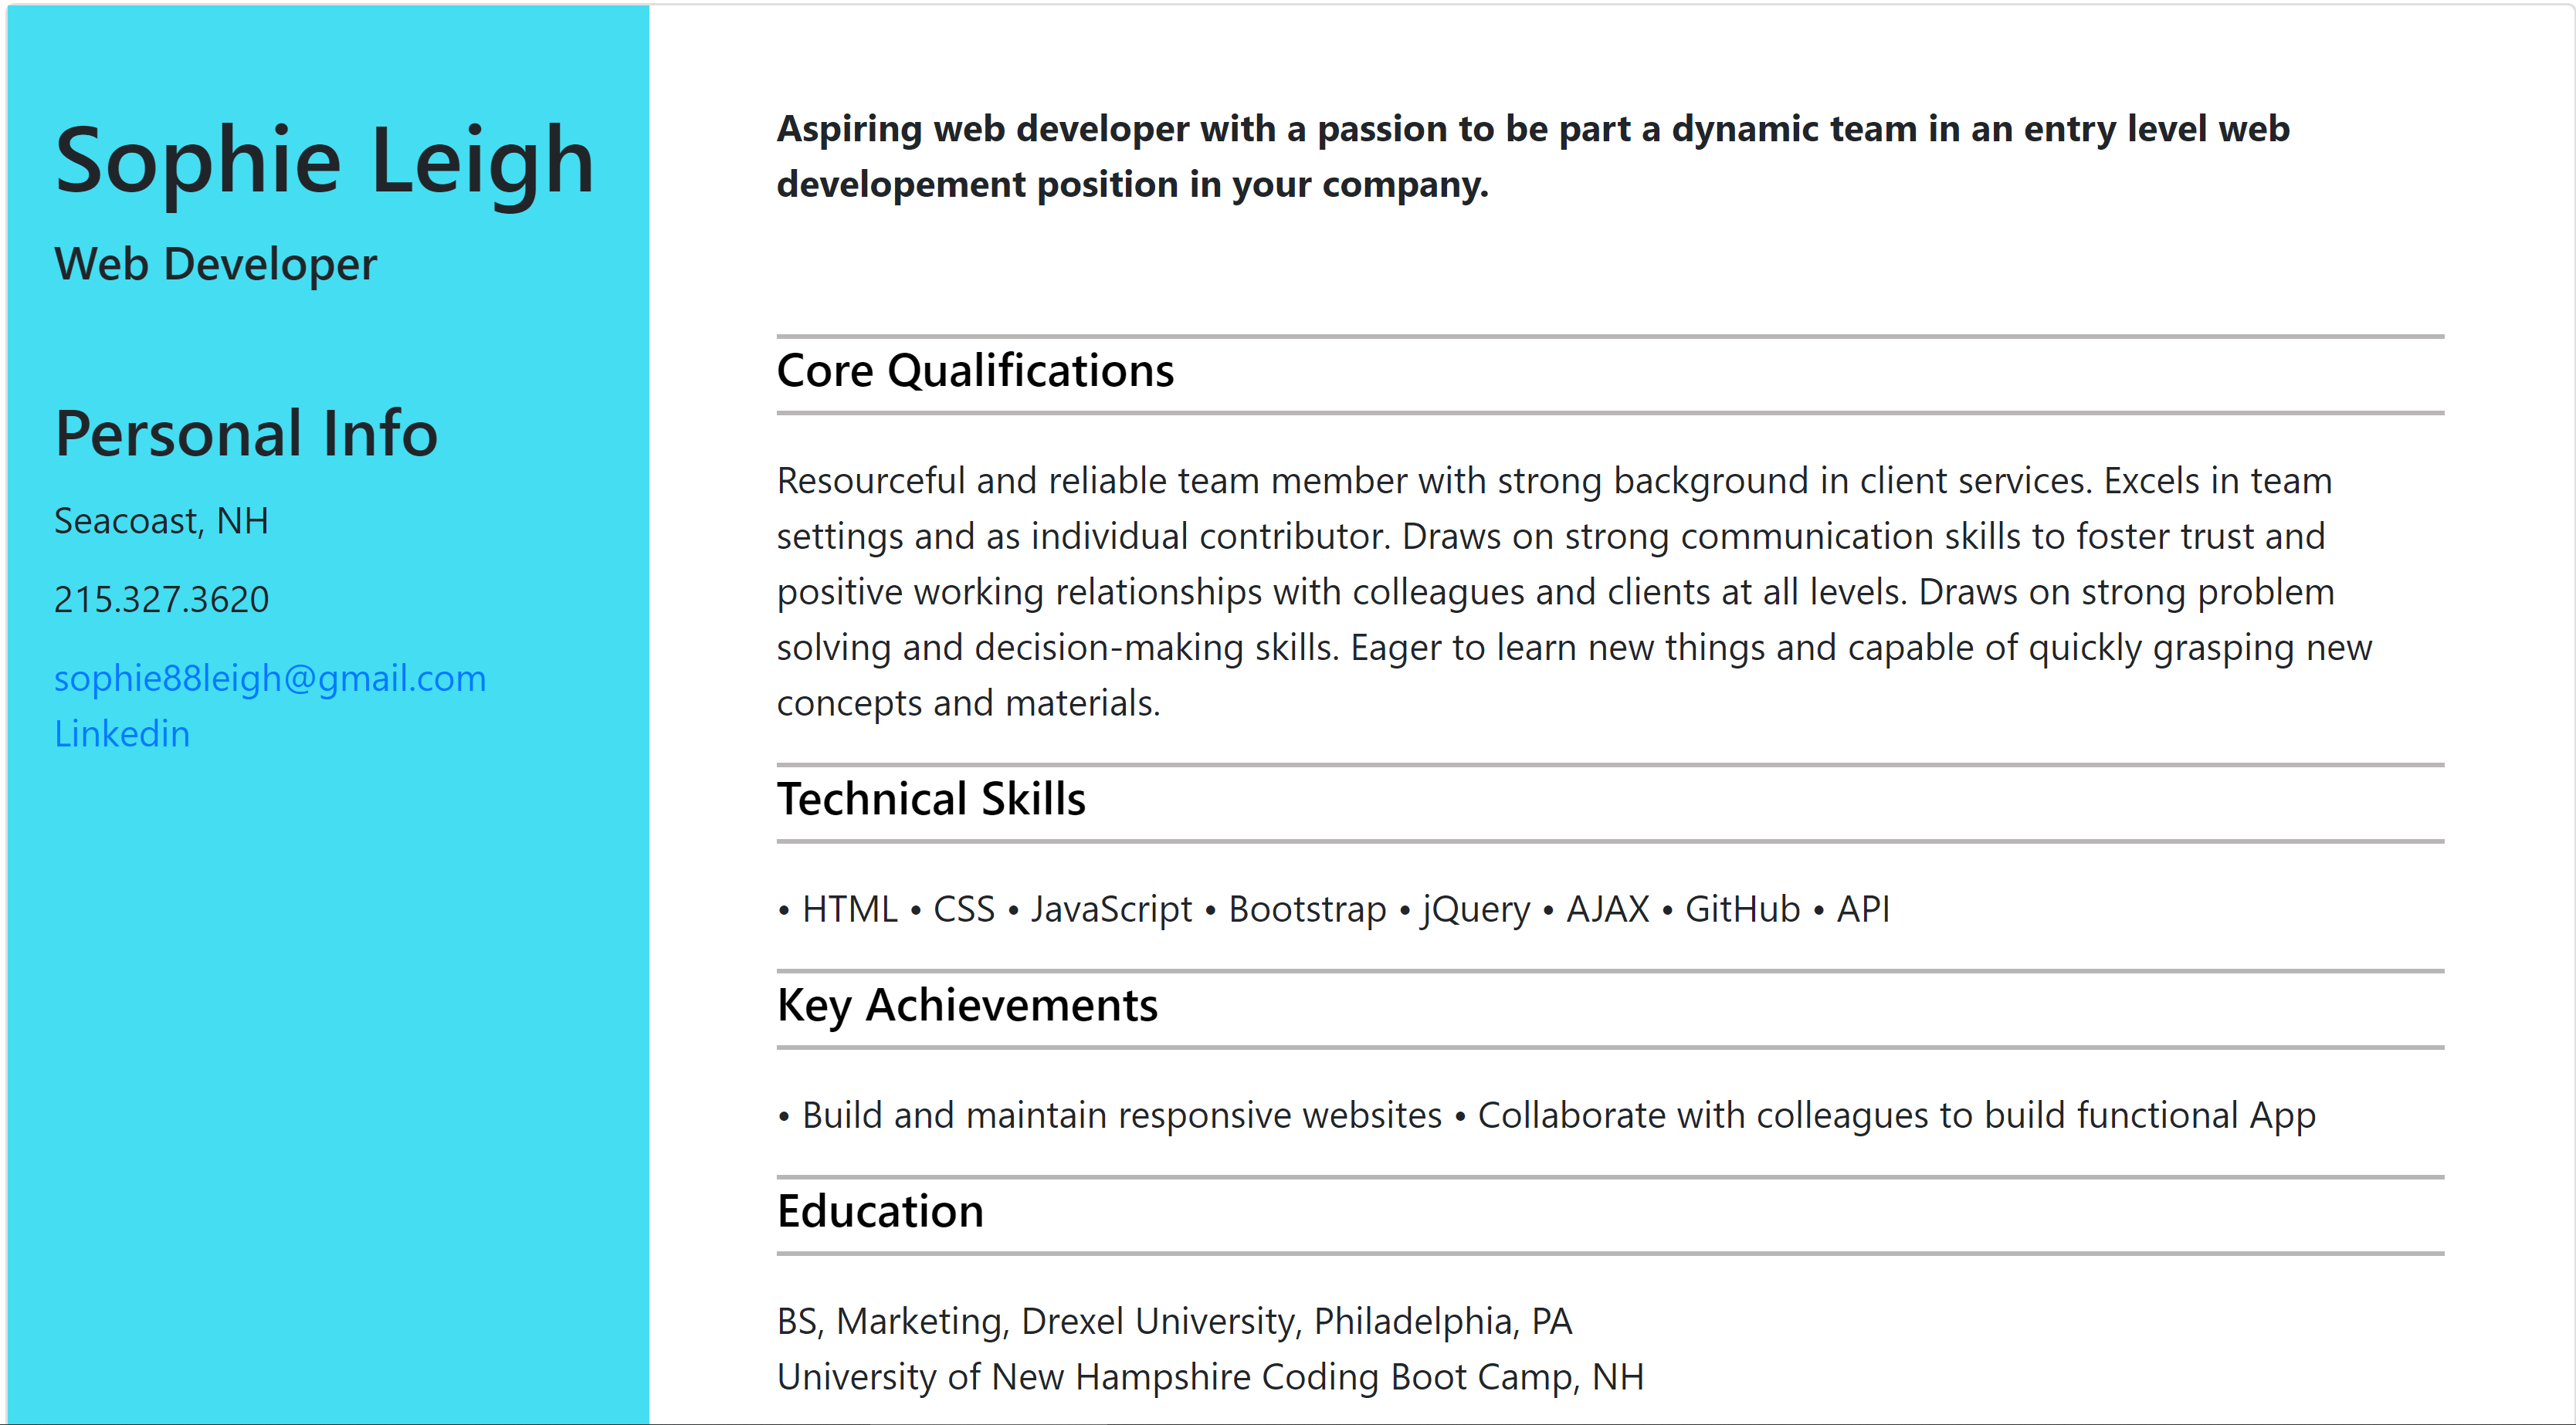 Sophie Leigh
Web Developer
Personal Info
Seacoast, NH
215.327.3620
sophie88leigh@gmail.com
Linkedin
Aspiring web developer with a passion to be part a dynamic team in an entry level web
developement position in your company.
Core Qualifications
Resourceful and reliable team member with strong background in client services. Excels in team
settings and as individual contributor. Draws on strong communication skills to foster trust and
positive working relationships with colleagues and clients at all levels. Draws on strong problem
solving and decision-making skills. Eager to learn new things and capable of quickly grasping new
concepts and materials.
Technical Skills
• HTML • CSS • JavaScript • Bootstrap • jQuery • AJAX • GitHub • API
Key Achievements
• Build and maintain responsive websites • Collaborate with colleagues to build functional App
Education
BS, Marketing, Drexel University, Philadelphia, PA
University of New Hampshire Coding Boot Camp, NH